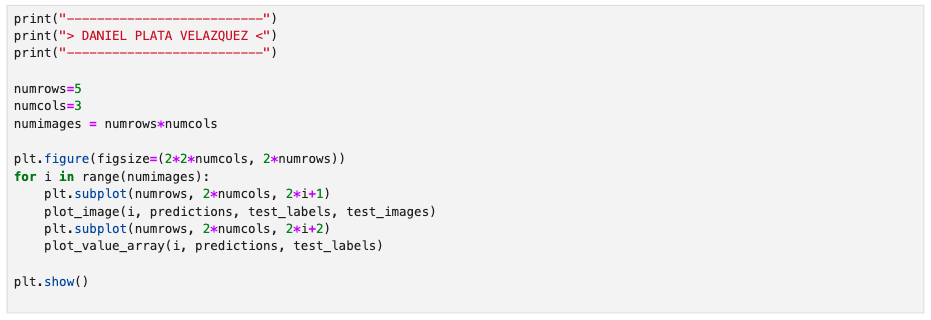 print("--------------------------")
print("> DANIEL PLATA VELAZQUEZ <")
print("--------------------------")
numrows=5
numcols=3
numimages = numrows*numcols
plt.figure(figsize=(2*2*numcols, 2*numrows))
for i in range(numimages):
    plt.subplot(numrows, 2*numcols, 2*i+1)
    plot_image(i, predictions, test_labels, test_images)
    plt.subplot(numrows, 2*numcols, 2*i+2)
    plot_value_array(i, predictions, test_labels)
plt.show()